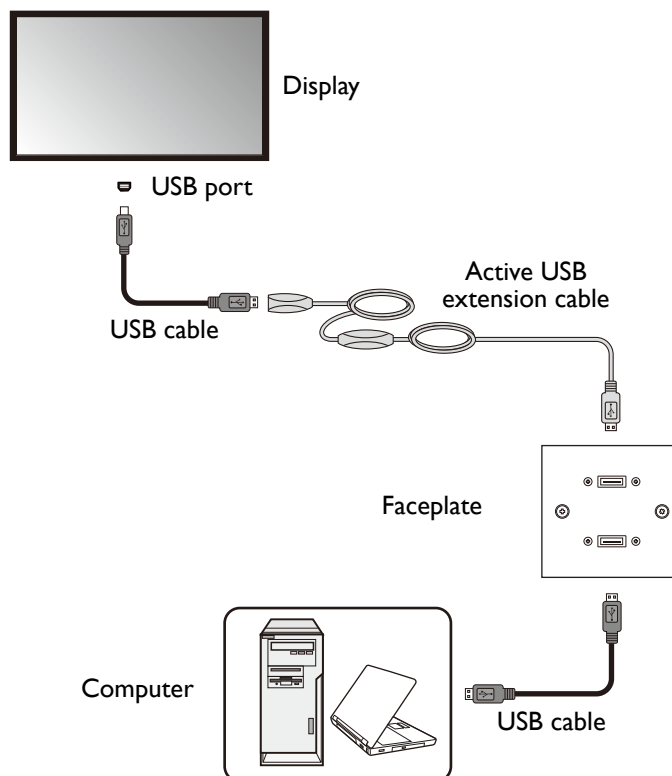 Display
USB port
Active USB
extension cable
USB cable
Faceplate
Computer
USB cable